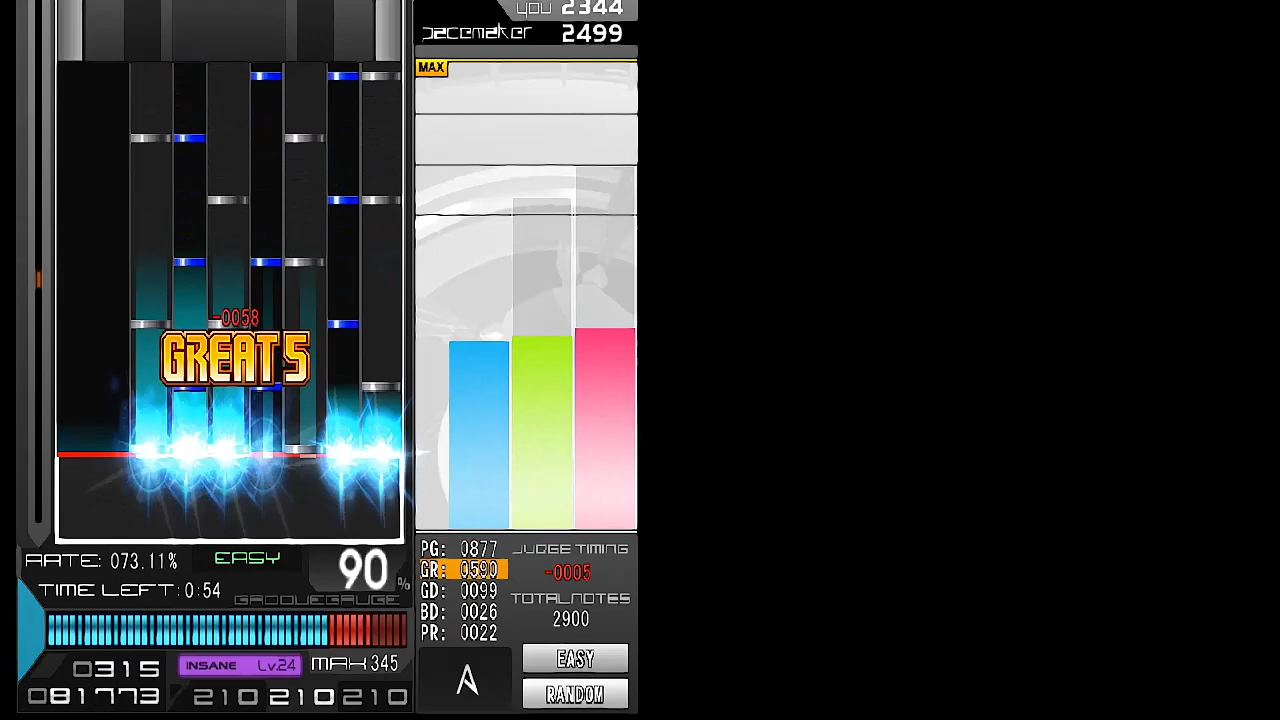 you 2344
pacemaker 2499
MAX
-0058
GREAT 5
RATE: 073.11%
EASY
90%
TIME LEFT: 0:54
GROOVEGAUGE
0315
INSANE Lv.24
MAX 345
081773
210 210 210
PG: 0877
GR: 0590
GD: 0099
BD: 0026
PR: 0022
JUDGE TIMING
-0005
TOTALNOTES
2900
A
EASY
RANDOM